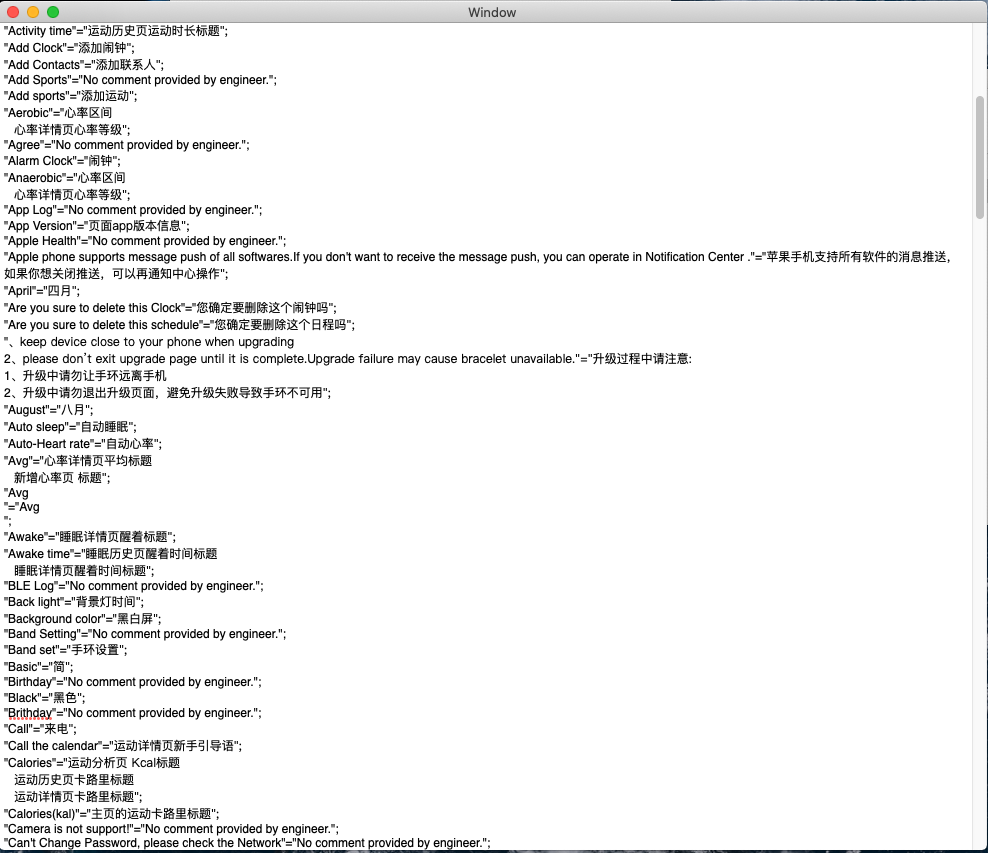 Window
"Activity time"="运动历史页运动时长标题";
"Add Clock"="添加闹钟";
"Add Contacts"="添加联系人";
"Add Sports"="No comment provided by engineer.";
"Add sports"="添加运动";
"Aerobic"="心率区间
心率详情页心率等级";
"Agree"="No comment provided by engineer.";
"Alarm Clock"="闹钟";
"Anaerobic"="心率区间
心率详情页心率等级";
"App Log"="No comment provided by engineer.";
"App Version"="页面app版本信息";
"Apple Health"="No comment provided by engineer.";
"Apple phone supports message push of all softwares.If you don't want to receive the message push, you can operate in Notification Center ."="苹果手机支持所有软件的消息推送，
如果你想关闭推送，可以再通知中心操作";
"April"="四月";
"Are you sure to delete this Clock"="您确定要删除这个闹钟吗";
"Are you sure to delete this schedule"="您确定要删除这个日程吗";
"、keep device close to your phone when upgrading
2、please don’t exit upgrade page until it is complete.Upgrade failure may cause bracelet unavailable."="升级过程中请注意:
1、升级中请勿让手环远离手机
2、升级中请勿退出升级页面，避免升级失败导致手环不可用";
"August"="八月";
"Auto sleep"="自动睡眠";
"Auto-Heart rate"="自动心率";
"Avg"="心率详情页平均标题
新增心率页 标题";
"Avg
"="Avg
";
"Awake"="睡眠详情页醒着标题";
"Awake time"="睡眠历史页醒着时间标题
睡眠详情页醒着时间标题";
"BLE Log"="No comment provided by engineer.";
"Back light"="背景灯时间";
"Background color"="黑白屏";
"Band Setting"="No comment provided by engineer.";
"Band set"="手环设置";
"Basic"="简";
"Birthday"="No comment provided by engineer.";
"Black"="黑色";
"Brithday"="No comment provided by engineer.";
"Call"="来电";
"Call the calendar"="运动详情页新手引导语";
"Calories"="运动分析页 Kcal标题
运动历史页卡路里标题
运动详情页卡路里标题";
"Calories(kal)"="主页的运动卡路里标题";
"Camera is not support!"="No comment provided by engineer.";
"Can't Change Password, please check the Network"="No comment provided by engineer.";